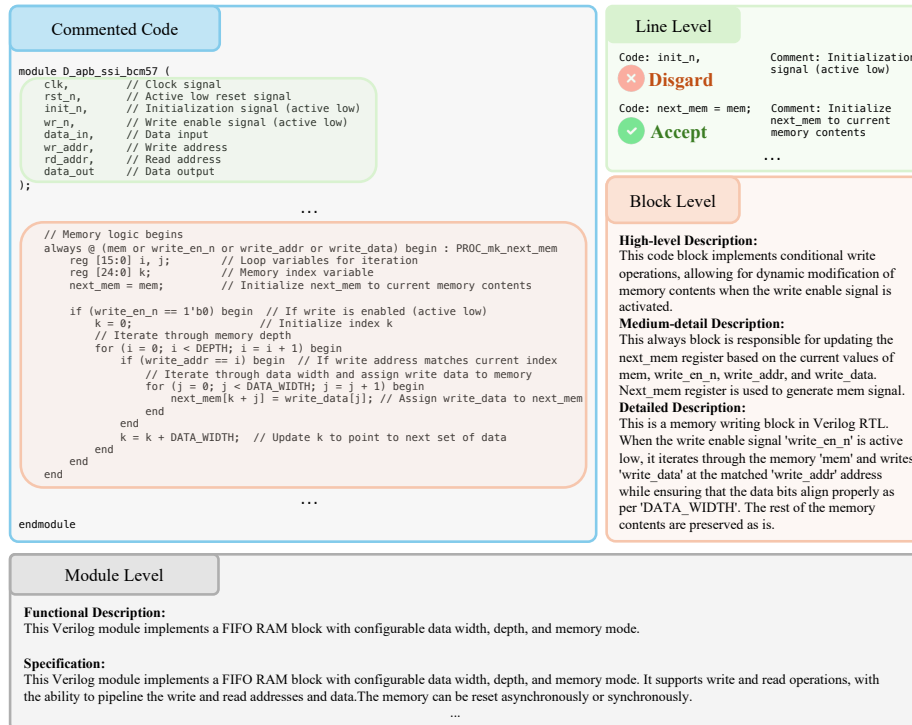 Commented Code
module D_apb_ssi_bcm57 (
clk, // Clock signal
rst_n, // Active low reset signal
init_n, // Initialization signal (active low)
wr_n, // Write enable signal (active low)
data_in, // Data input
wr_addr, // Write address
rd_addr, // Read address
data_out // Data output
);
...
// Memory logic begins
always @ (mem or write_en_n or write_addr or write_data) begin : PROC_mk_next_mem
reg [15:0] i, j; // Loop variables for iteration
reg [24:0] k; // Memory index variable
next_mem = mem; // Initialize next_mem to current memory contents
if (write_en_n == 1'b0) begin // If write is enabled (active low)
k = 0; // Initialize index k
// Iterate through memory depth
for (i = 0; i < DEPTH; i = i + 1) begin
if (write_addr == i) begin // If write address matches current index
// Iterate through data width and assign write data to memory
for (j = 0; j < DATA_WIDTH; j = j + 1) begin
next_mem[k + j] = write_data[j]; // Assign write_data to next_mem
end
end
k = k + DATA_WIDTH; // Update k to point to next set of data
end
end
end
...
endmodule
Line Level
Code: init_n, Comment: Initialization
signal (active low)
Disgard
Code: next_mem = mem; Comment: Initialize
next_mem to current
memory contents
Accept
...
Block Level
High-level Description:
This code block implements conditional write
operations, allowing for dynamic modification of
memory contents when the write enable signal is
activated.
Medium-detail Description:
This always block is responsible for updating the
next_mem register based on the current values of
mem, write_en_n, write_addr, and write_data.
Next_mem register is used to generate mem signal.
Detailed Description:
This is a memory writing block in Verilog RTL.
When the write enable signal 'write_en_n' is active
low, it iterates through the memory 'mem' and writes
'write_data' at the matched 'write_addr' address
while ensuring that the data bits align properly as
per 'DATA_WIDTH'. The rest of the memory
contents are preserved as is.
Module Level
Functional Description:
This Verilog module implements a FIFO RAM block with configurable data width, depth, and memory mode.
Specification:
This Verilog module implements a FIFO RAM block with configurable data width, depth, and memory mode. It supports write and read operations, with
the ability to pipeline the write and read addresses and data.The memory can be reset asynchronously or synchronously.
...